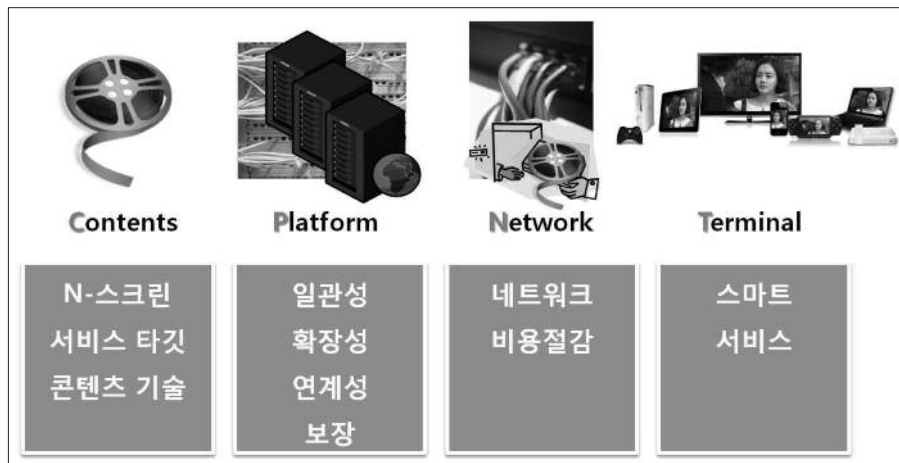 Contents
Platform
Network
Terminal
N-스크린
서비스 타깃
콘텐츠 기술
일관성
확장성
연계성
보장
네트워크
비용절감
스마트
서비스